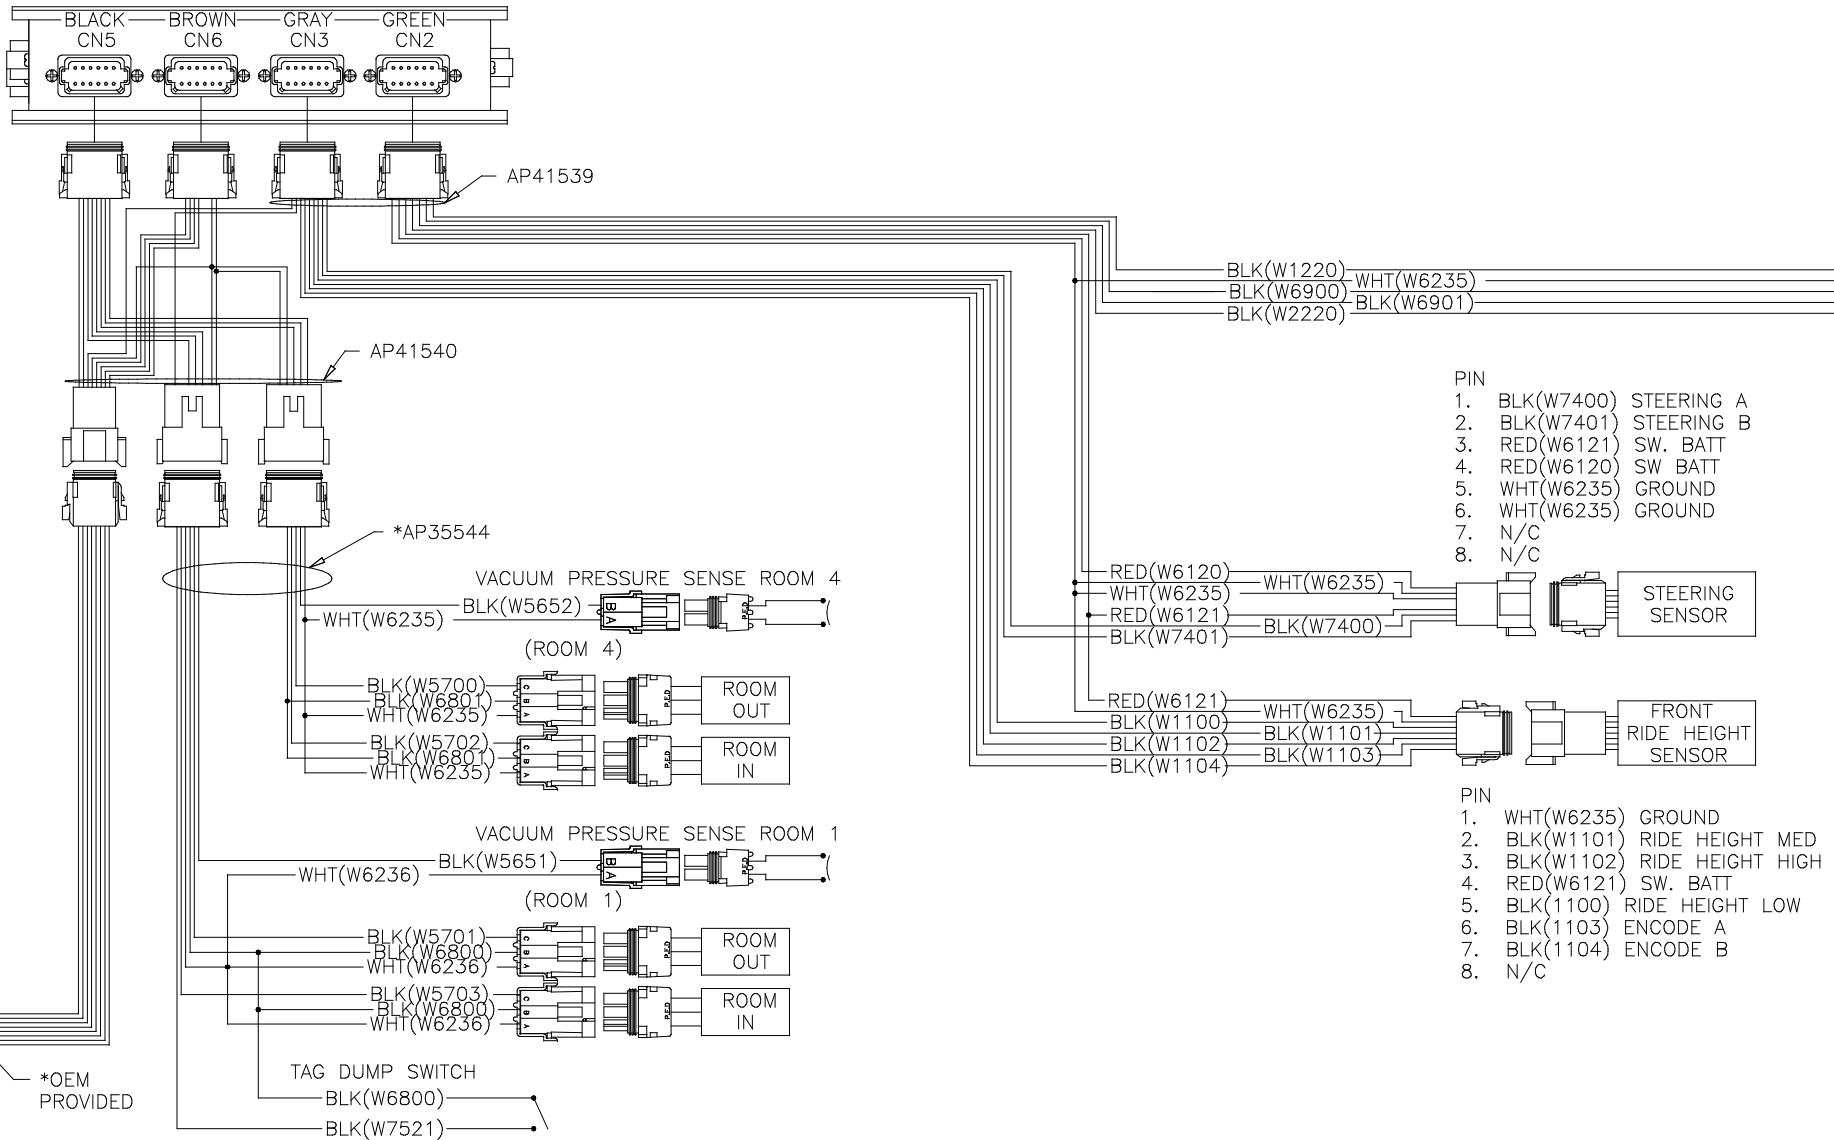 BLACK
CN5
BROWN
CN6
GRAY
CN3
GREEN
CN2
AP41539
BLK(W1220)
WHT(W6235)
BLK(W6900)
BLK(W6901)
BLK(W2220)
AP41540
PIN
1. BLK(W7400) STEERING A
2. BLK(W7401) STEERING B
3. RED(W6121) SW. BATT
4. RED(W6120) SW BATT
5. WHT(W6235) GROUND
6. WHT(W6235) GROUND
7. N/C
8. N/C
*AP35544
VACUUM PRESSURE SENSE ROOM 4
BLK(W5652)
WHT(W6235)
B
A
P.E.D
(ROOM 4)
BLK(W5700)
BLK(W6801)
WHT(W6235)
C
B
A
P.E.D
ROOM
OUT
BLK(W5702)
BLK(W6801)
WHT(W6235)
C
B
A
P.E.D
ROOM
IN
RED(W6120)
WHT(W6235)
WHT(W6235)
RED(W6121)
BLK(W7400)
BLK(W7401)
STEERING
SENSOR
RED(W6121)
WHT(W6235)
BLK(W1100)
BLK(W1101)
BLK(W1102)
BLK(W1103)
BLK(W1104)
FRONT
RIDE HEIGHT
SENSOR
PIN
1. WHT(W6235) GROUND
2. BLK(W1101) RIDE HEIGHT MED
3. BLK(W1102) RIDE HEIGHT HIGH
4. RED(W6121) SW. BATT
5. BLK(1100) RIDE HEIGHT LOW
6. BLK(1103) ENCODE A
7. BLK(1104) ENCODE B
8. N/C
VACUUM PRESSURE SENSE ROOM 1
BLK(W5651)
WHT(W6236)
B
A
P.E.D
(ROOM 1)
BLK(W5701)
BLK(W6800)
WHT(W6236)
C
B
A
P.E.D
ROOM
OUT
BLK(W5703)
BLK(W6800)
WHT(W6236)
C
B
A
P.E.D
ROOM
IN
TAG DUMP SWITCH
BLK(W6800)
BLK(W7521)
*OEM
PROVIDED